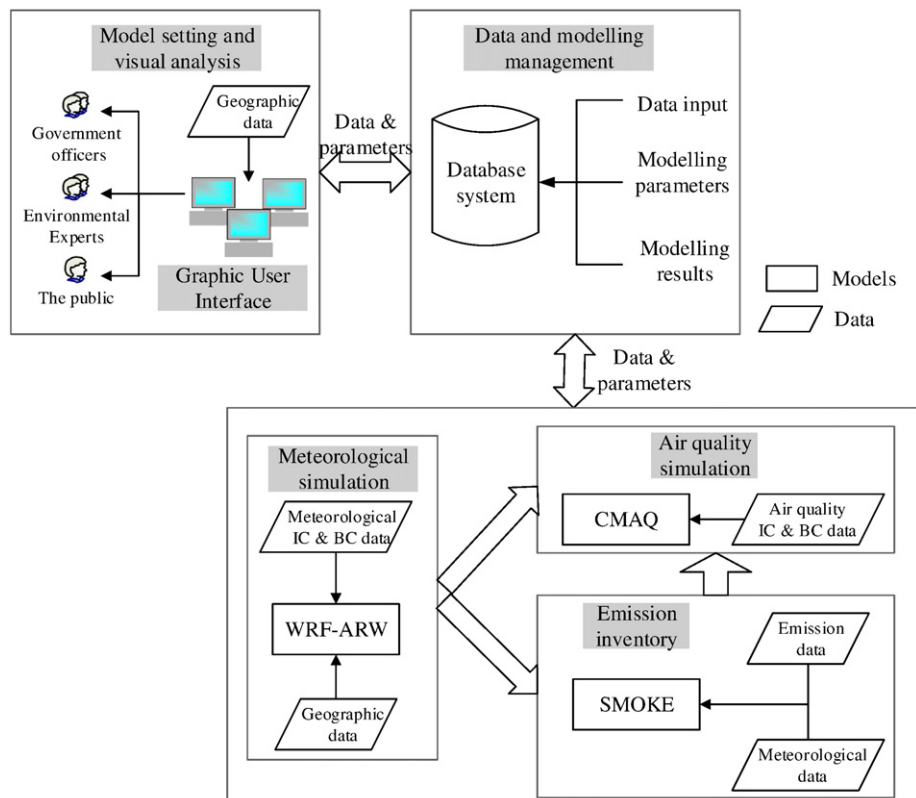 Model setting and
visual analysis
Geographic
data
Government
officers
Environmental
Experts
The public
Graphic User
Interface
Data &
parameters
Data and modelling
management
Database
system
Data input
Modelling
parameters
Modelling
results
Models
Data
Data &
parameters
Meteorological
simulation
Meteorological
IC & BC data
WRF-ARW
Geographic
data
Air quality
simulation
CMAQ
Air quality
IC & BC data
Emission
inventory
Emission
data
SMOKE
Meteorological
data